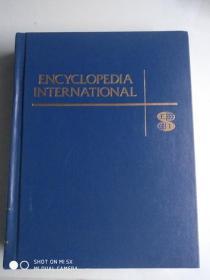 ENCYCLOPEDIA
INTERNATIONAL
SHOT ON MI 5X
MI DUAL CAMERA